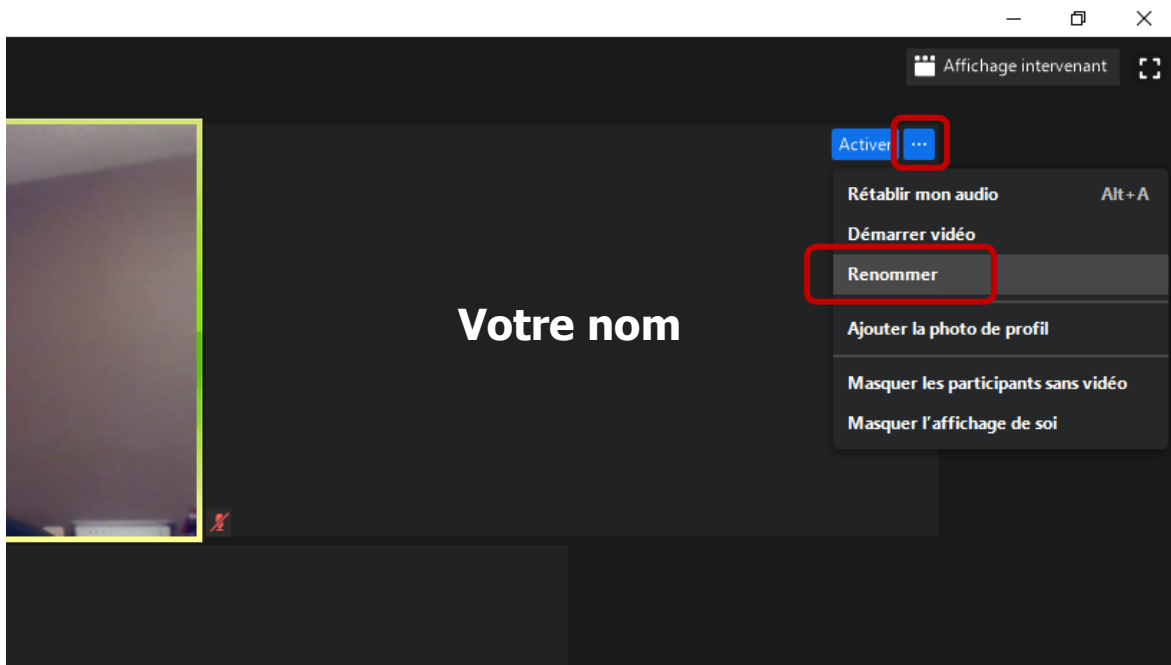 Affichage intervenant
Activer ...
Rétablir mon audio Alt+A
Démarrer vidéo
Renommer
Votre nom
Ajouter la photo de profil
Masquer les participants sans vidéo
Masquer l'affichage de soi